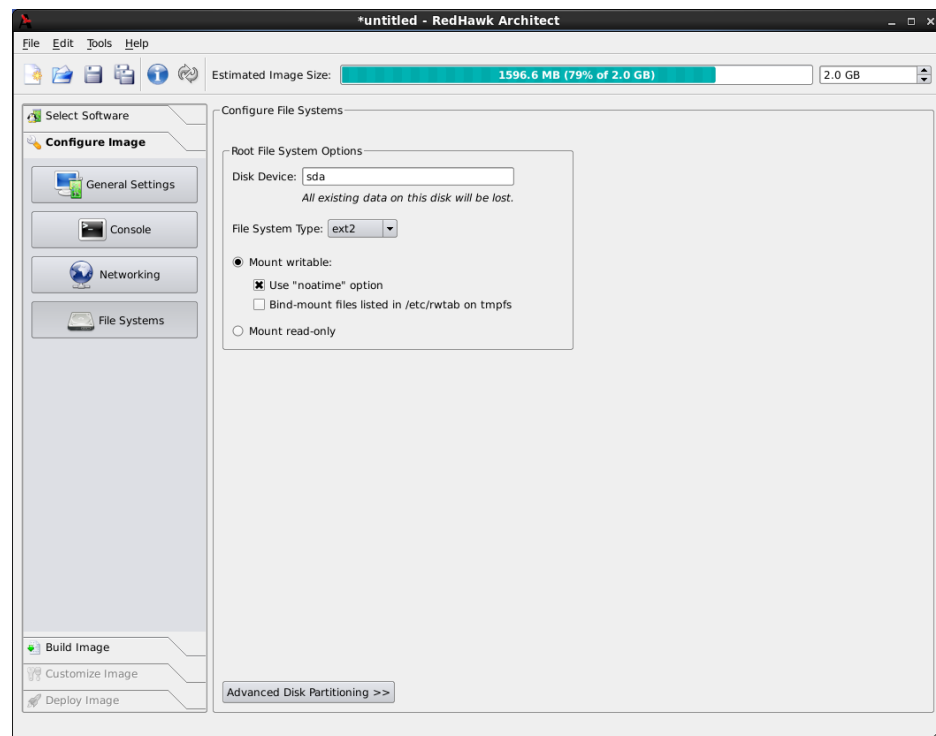 *untitled - RedHawk Architect
File Edit Tools Help
Estimated Image Size: 1596.6 MB (79% of 2.0 GB) 2.0 GB
Select Software
Configure Image
General Settings
Console
Networking
File Systems
Build Image
Customize Image
Deploy Image
Configure File Systems
Root File System Options
Disk Device: sda
All existing data on this disk will be lost.
File System Type: ext2
Mount writable:
Use "noatime" option
Bind-mount files listed in /etc/rwtab on tmpfs
Mount read-only
Advanced Disk Partitioning >>